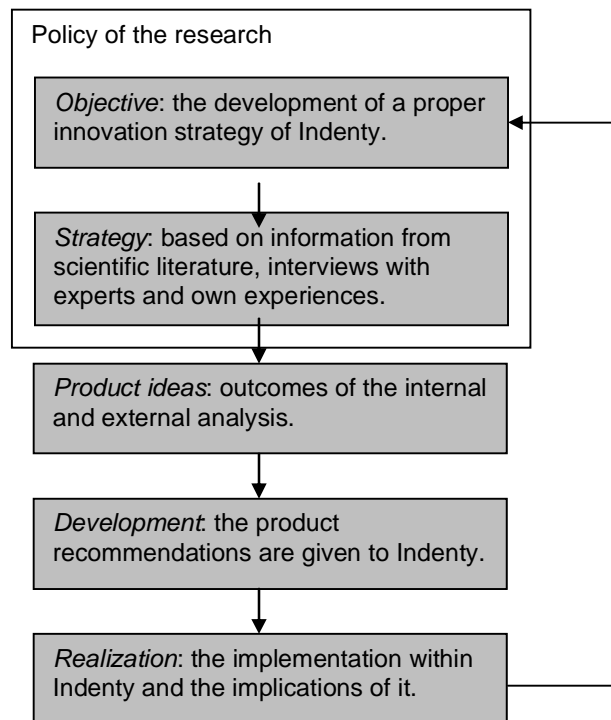 Policy of the research
Objective: the development of a proper
innovation strategy of Indenty.
Strategy: based on information from
scientific literature, interviews with
experts and own experiences.
Product ideas: outcomes of the internal
and external analysis.
Development: the product
recommendations are given to Indenty.
Realization: the implementation within
Indenty and the implications of it.